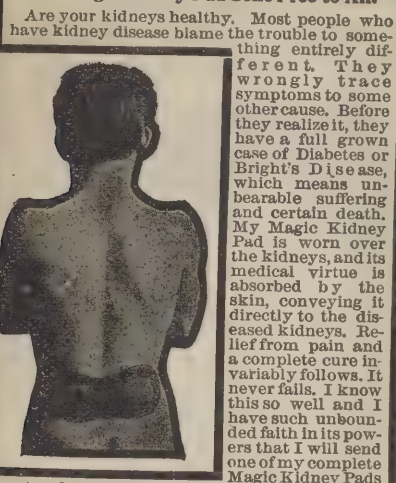 Are your kidneys healthy. Most people who
have kidney disease blame the trouble to some-
thing entirely dif-
ferent. They
wrongly trace
symptoms to some
other cause. Before
they realize it, they
have a full grown
case of Diabetes or
Bright's Disease,
which means un-
bearable suffering
and certain death.
My Magic Kidney
Pad is worn over
the kidneys, and its
medical virtue is
absorbed by the
skin, conveying it
directly to the dis-
eased kidneys. Re-
lief from pain and
a complete cure in-
variably follows. It
never fails. I know
this so well and I
have such unboun-
ded faith in its pow-
ers that I will send
one of my complete
Magic Kidney Pads